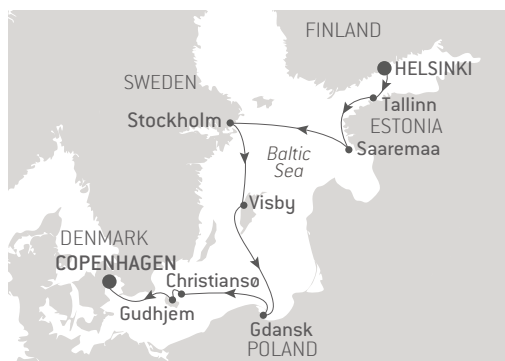 FINLAND
HELSINKI
SWEDEN
Tallinn
Stockholm
ESTONIA
Baltic
Sea
Saaremaa
Visby
DENMARK
COPENHAGEN
Christiansø
Gudhjem
Gdansk
POLAND